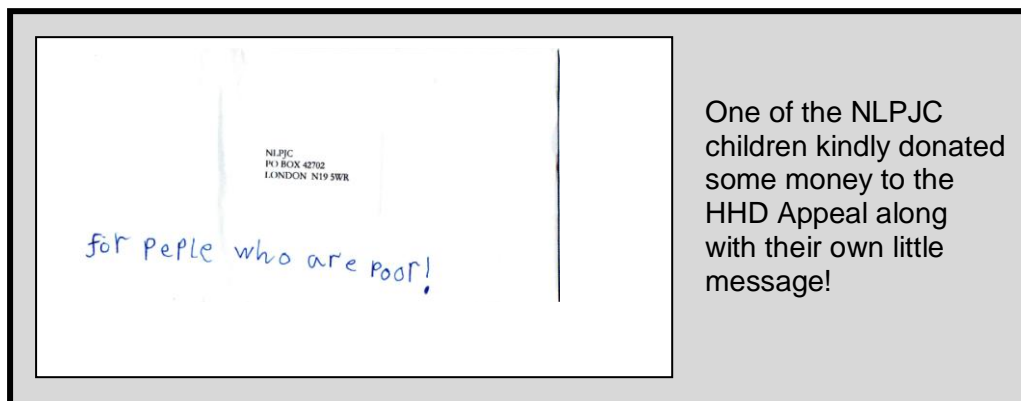 NLPJC
PO BOX 42702
LONDON N19 5WR
for peple who are poor!
One of the NLPJC
children kindly donated
some money to the
HHD Appeal along
with their own little
message!